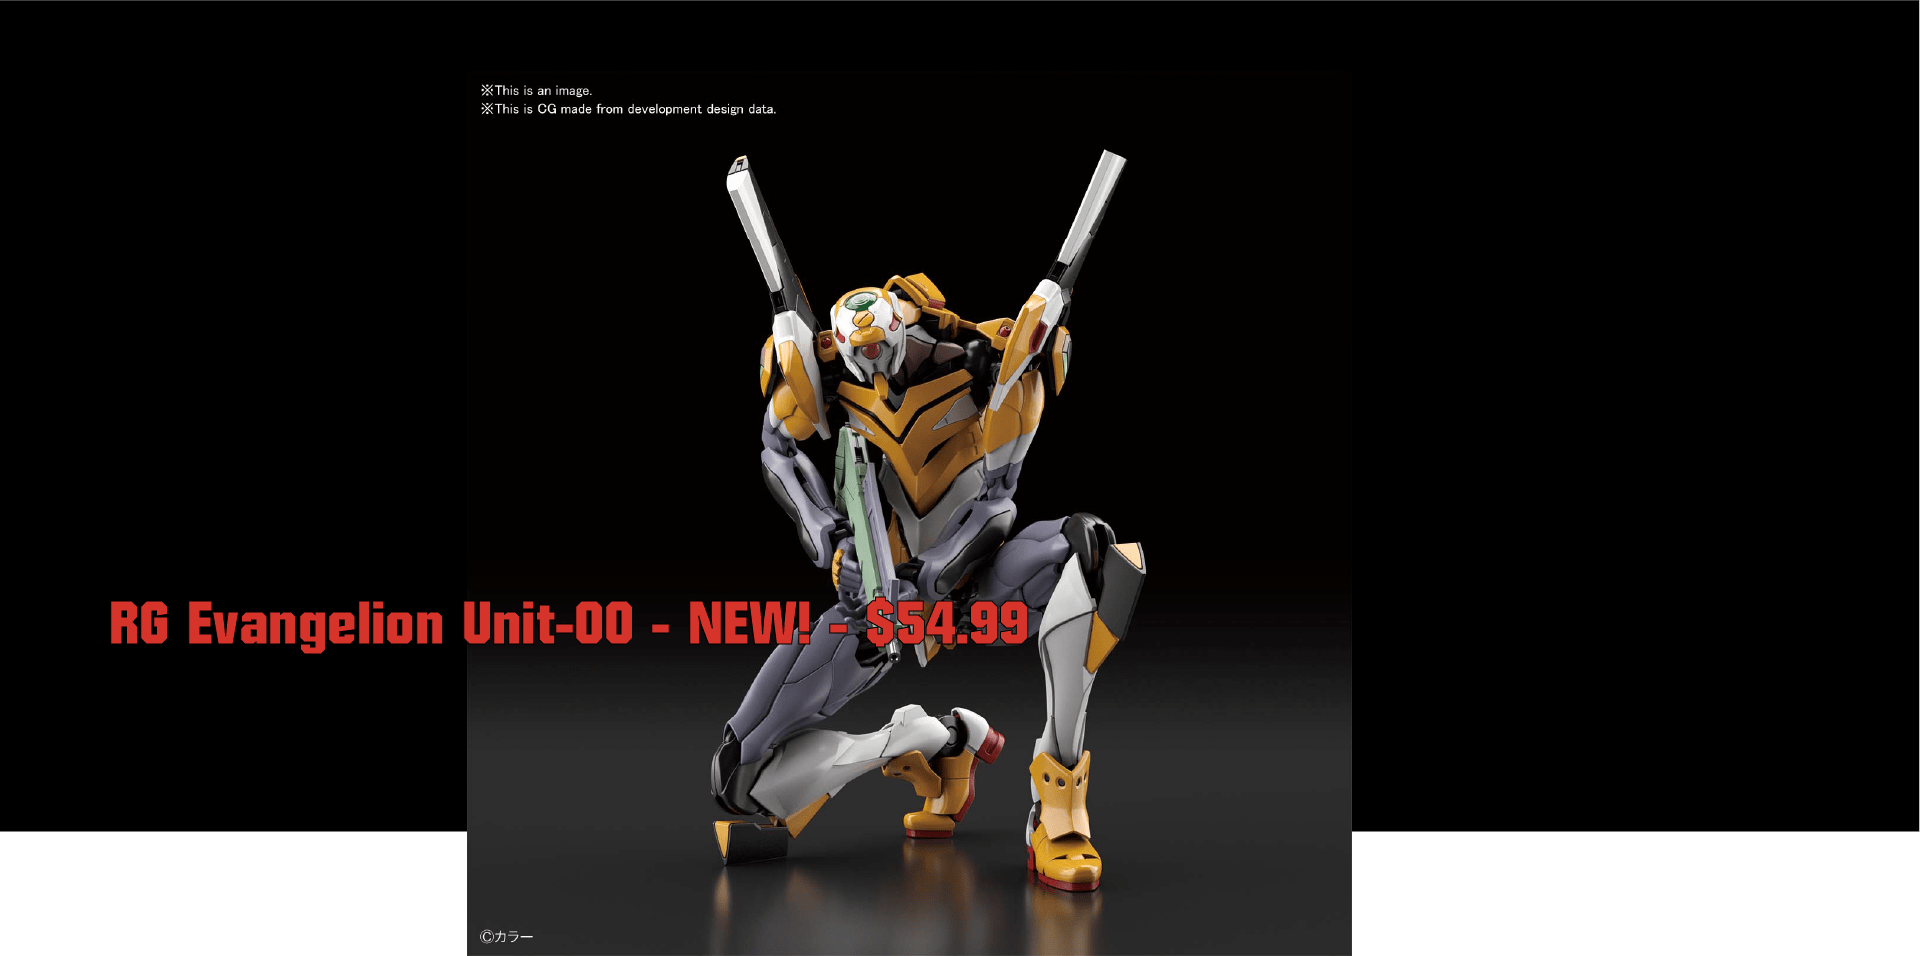 ※This is an image.
※This is CG made from development design data.
RG Evangelion Unit-00 - NEW! - $54.99
©カラー